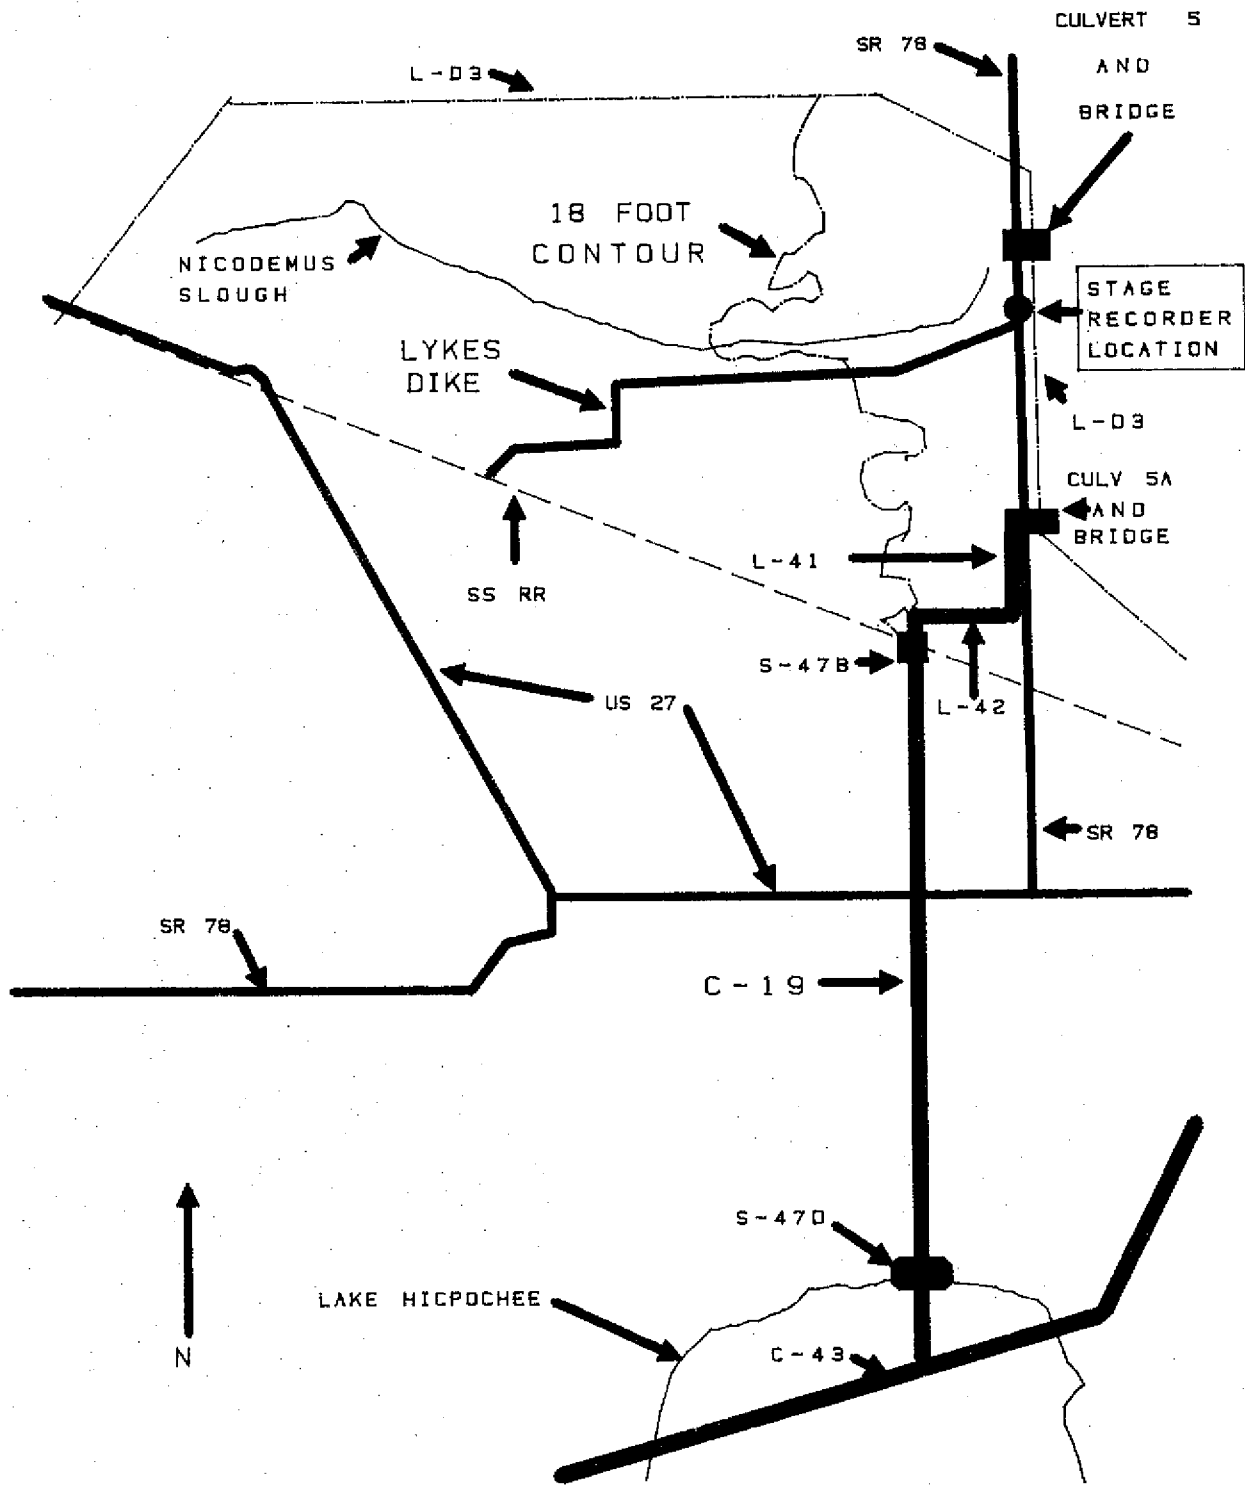 CULVERT 5
AND
BRIDGE
SR 78
L-D3
18 FOOT
CONTOUR
NICODEMUS
SLOUGH
STAGE
RECORDER
LOCATION
LYKES
DIKE
L-D3
CULV 5A
AND
BRIDGE
L-41
SS RR
S-47B
L-42
US 27
SR 78
SR 78
C-19
S-47D
LAKE HICPOCHEE
C-43
N